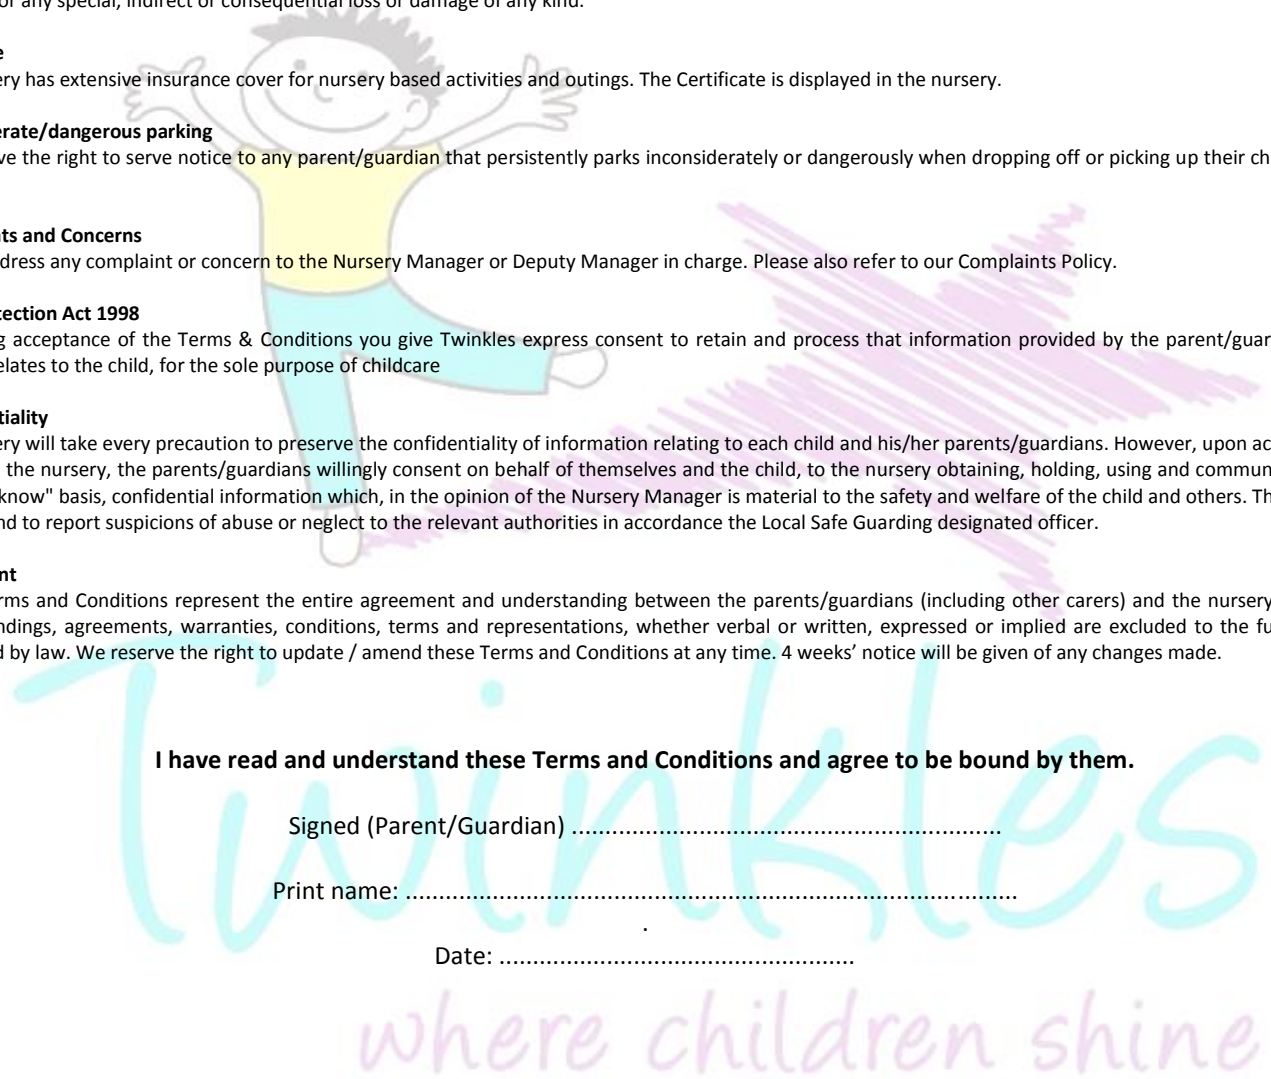 or any special, indirect or consequential loss or damage of any kind.
e
ery has extensive insurance cover for nursery based activities and outings. The Certificate is displayed in the nursery.
erate/dangerous parking
ve the right to serve notice to any parent/guardian that persistently parks inconsiderately or dangerously when dropping off or picking up their ch
ts and Concerns
dress any complaint or concern to the Nursery Manager or Deputy Manager in charge. Please also refer to our Complaints Policy.
tection Act 1998
g acceptance of the Terms & Conditions you give Twinkles express consent to retain and process that information provided by the parent/guar
elates to the child, for the sole purpose of childcare
tiality
ery will take every precaution to preserve the confidentiality of information relating to each child and his/her parents/guardians. However, upon ac
the nursery, the parents/guardians willingly consent on behalf of themselves and the child, to the nursery obtaining, holding, using and commun
know" basis, confidential information which, in the opinion of the Nursery Manager is material to the safety and welfare of the child and others. Th
nd to report suspicions of abuse or neglect to the relevant authorities in accordance the Local Safe Guarding designated officer.
nt
rms and Conditions represent the entire agreement and understanding between the parents/guardians (including other carers) and the nursery
ndings, agreements, warranties, conditions, terms and representations, whether verbal or written, expressed or implied are excluded to the fu
d by law. We reserve the right to update / amend these Terms and Conditions at any time. 4 weeks’ notice will be given of any changes made.
Twinkles
I have read and understand these Terms and Conditions and agree to be bound by them.
Signed (Parent/Guardian) ................................................................
Print name: ...........................................................................................
.
Date: .....................................................
where children shine